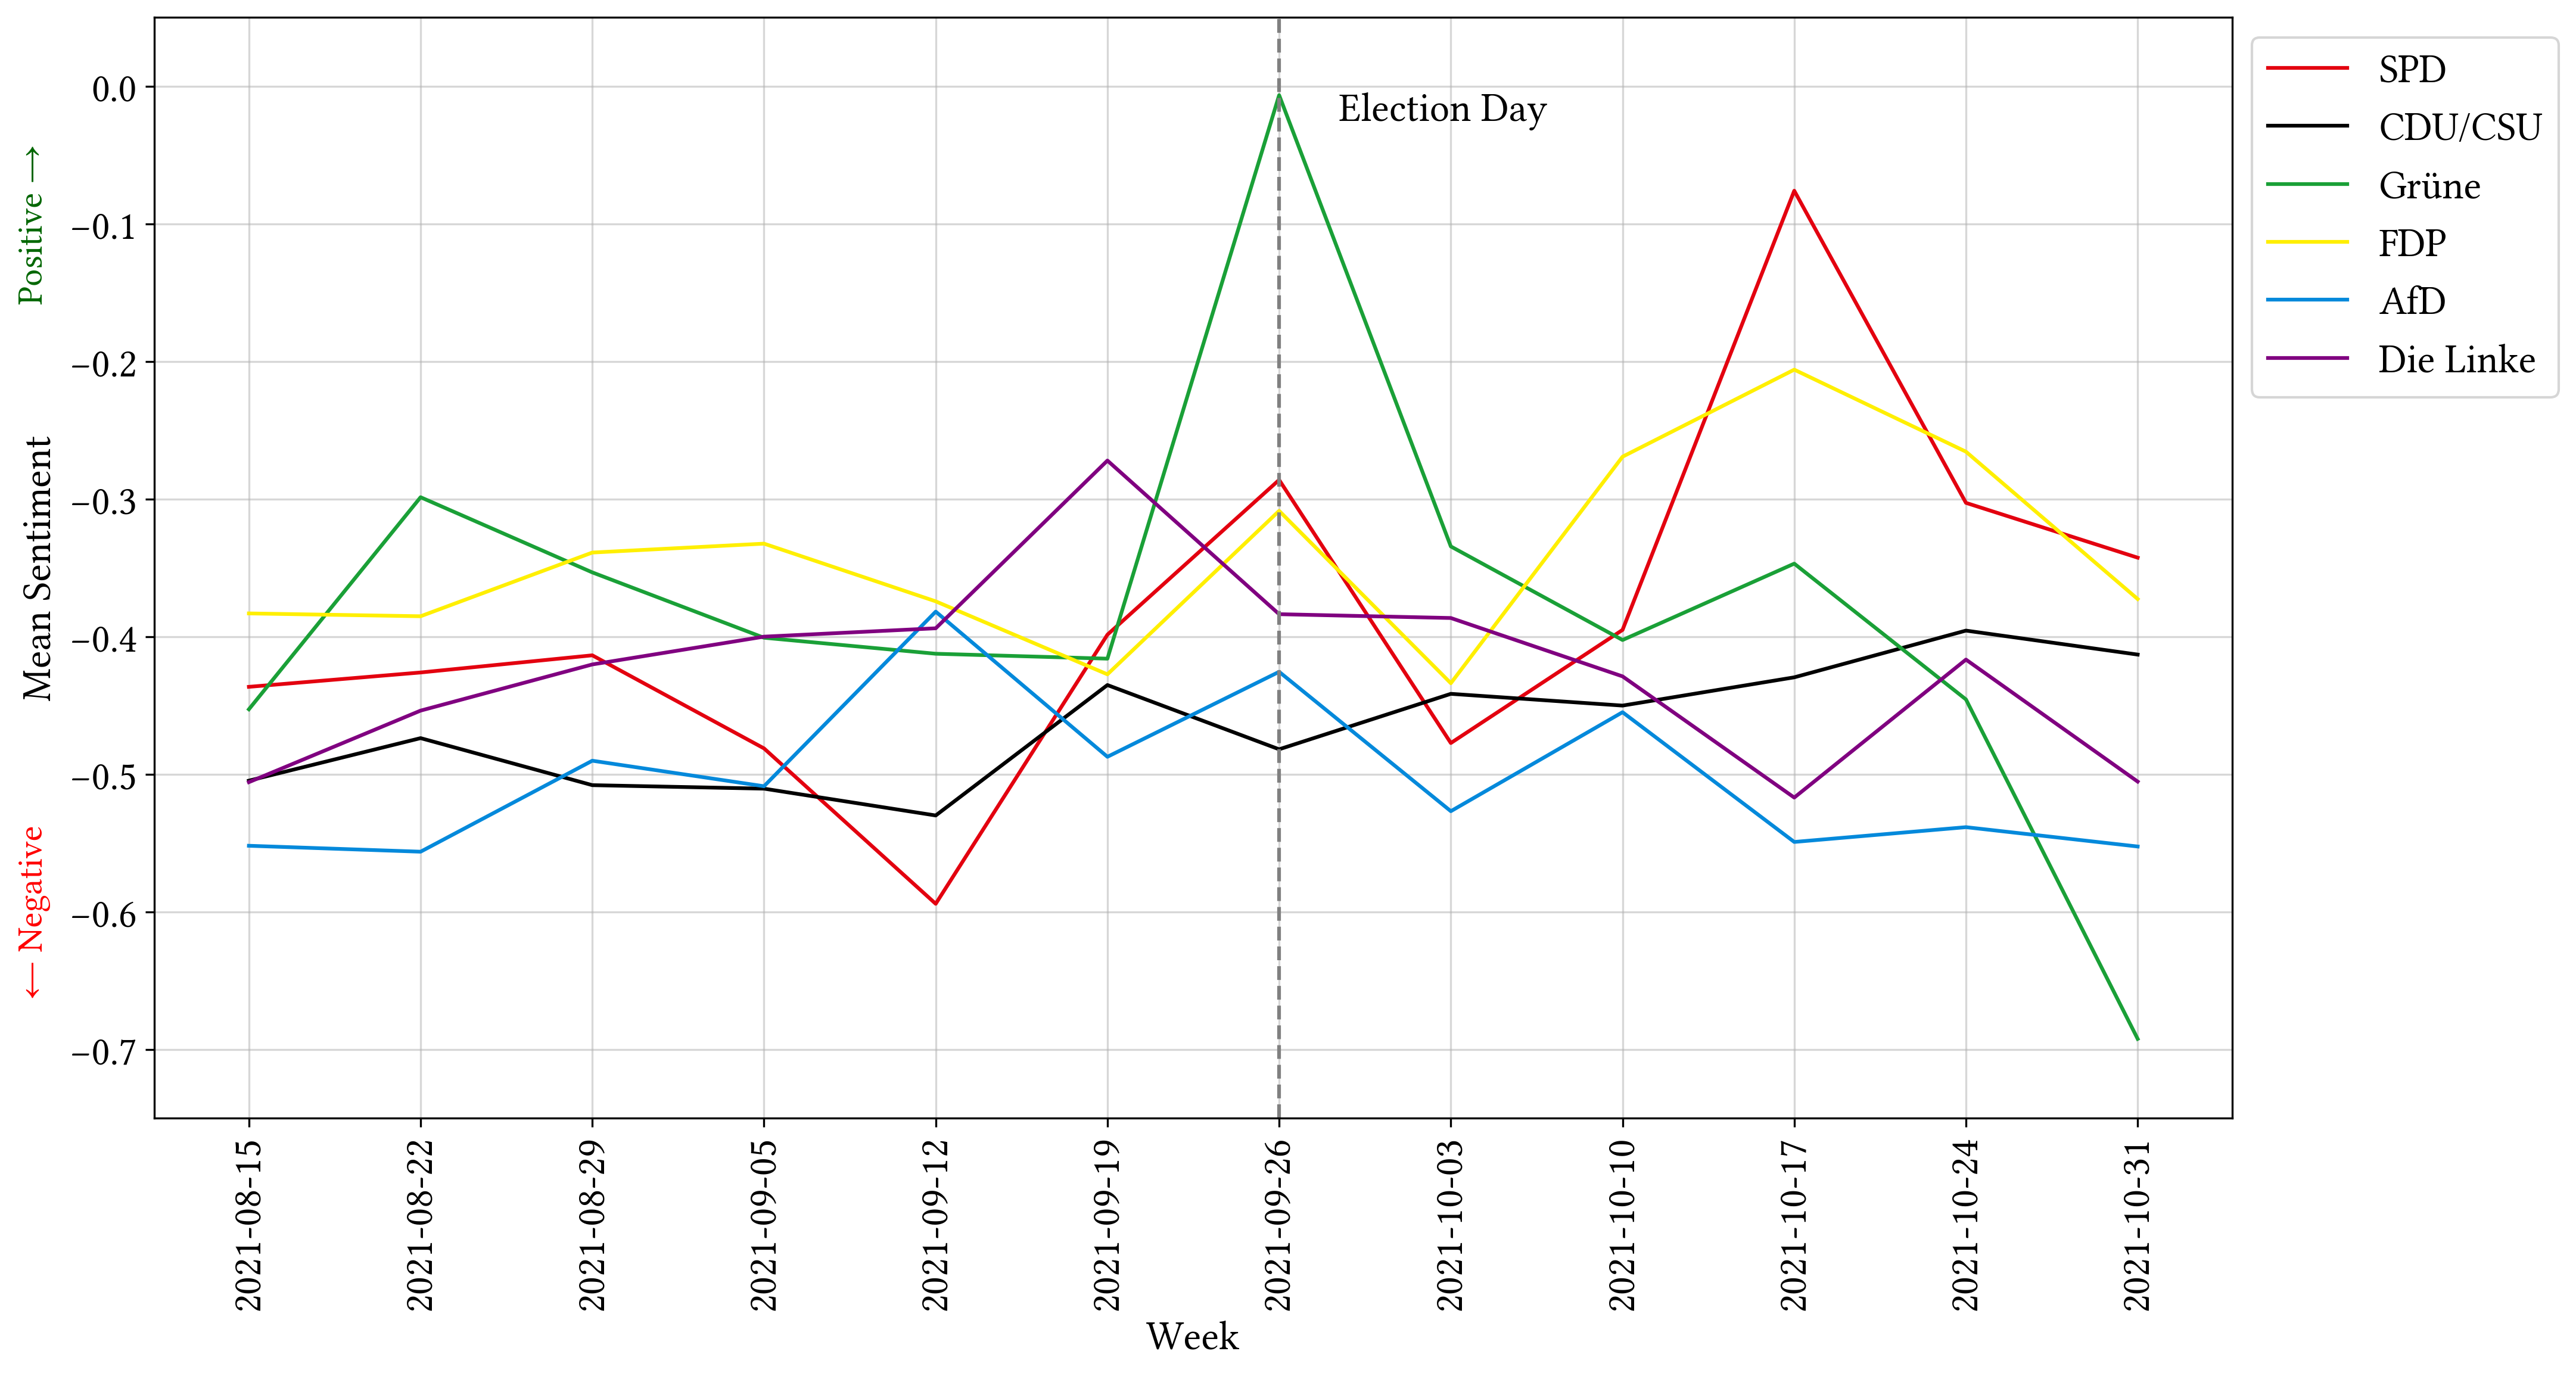 0.0
−0.1
−0.2
−0.3
−0.4
−0.5
−0.6
−0.7
Positive →
Mean Sentiment
← Negative
Election Day
SPD
CDU/CSU
Grüne
FDP
AfD
Die Linke
2021-08-15
2021-08-22
2021-08-29
2021-09-05
2021-09-12
2021-09-19
2021-09-26
2021-10-03
2021-10-10
2021-10-17
2021-10-24
2021-10-31
Week